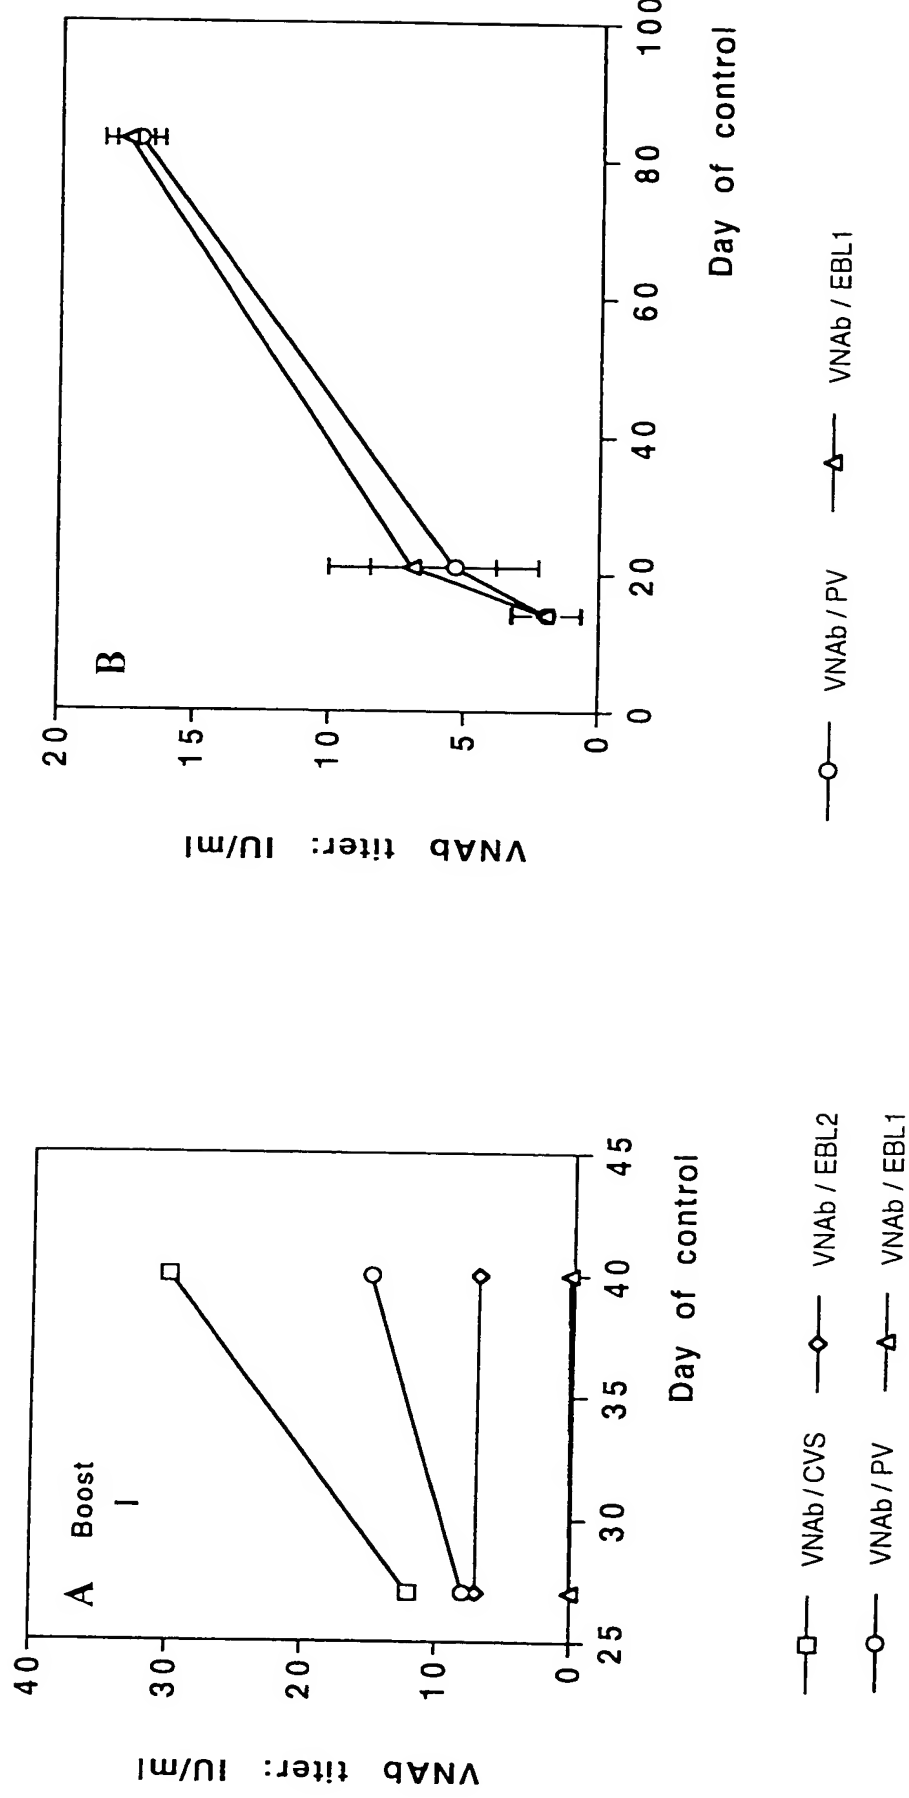 A
Boost
40
30
20
10
0
VNAb titer: IU/ml
25
30
35
40
45
Day of control
VNAb / CVS
VNAb / EBL2
VNAb / PV
VNAb / EBL1
B
20
15
10
5
0
VNAb titer: IU/ml
0
20
40
60
80
100
Day of control
VNAb / PV
VNAb / EBL1